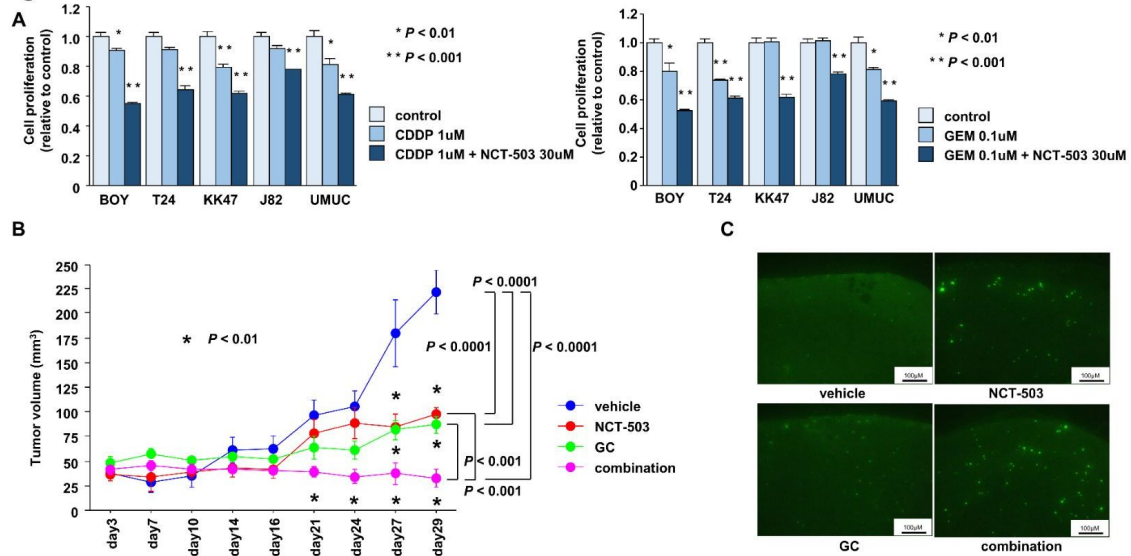 A
Cell proliferation
(relative to control)
1.2
1.0
0.8
0.6
0.4
0.2
0
*
* *
* *
* *
* *
* *
*
* *
BOY
T24
KK47
J82
UMUC
* P < 0.01
* * P < 0.001
control
CDDP 1uM
CDDP 1uM + NCT-503 30uM
Cell proliferation
(relative to control)
1.2
1.0
0.8
0.6
0.4
0.2
0
*
* *
* *
* *
* *
* *
*
* *
BOY
T24
KK47
J82
UMUC
* P < 0.01
* * P < 0.001
control
GEM 0.1uM
GEM 0.1uM + NCT-503 30uM
B
Tumor volume (mm³)
250
225
200
175
150
125
100
75
50
25
0
* P < 0.01
P < 0.0001
P < 0.0001
P < 0.0001
P < 0.001
P < 0.001
*
*
*
*
*
*
*
*
day3
day7
day10
day14
day16
day21
day24
day27
day29
vehicle
NCT-503
GC
combination
C
100μM
100μM
vehicle
NCT-503
100μM
100μM
GC
combination